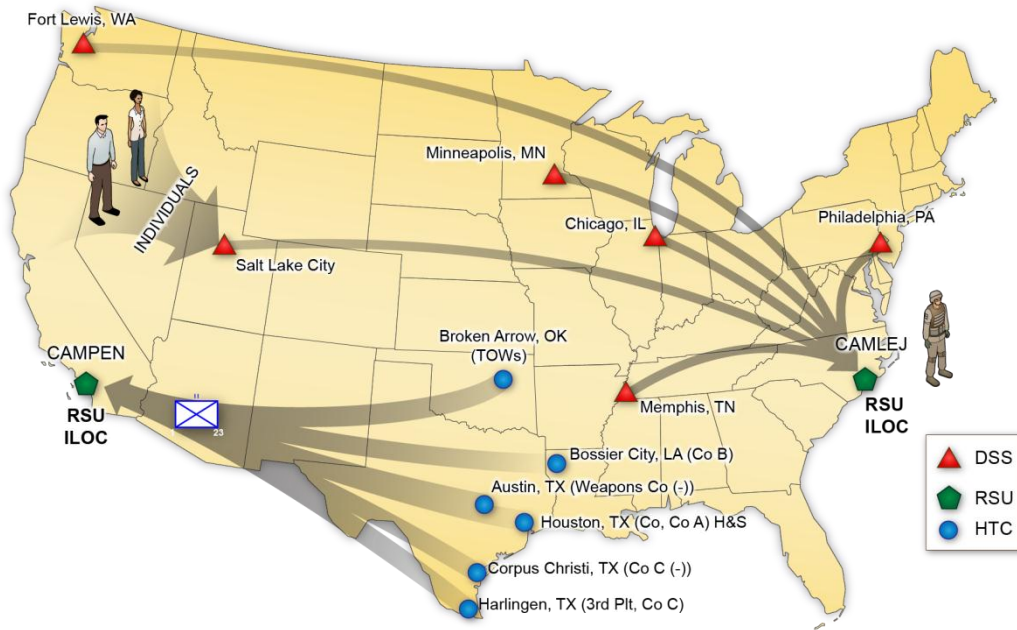 Fort Lewis, WA
Minneapolis, MN
Chicago, IL
Philadelphia, PA
INDIVIDUALS
Salt Lake City
Broken Arrow, OK
(TOWs)
CAMPEN
CAMLEJ
RSU
ILOC
II
23
Memphis, TN
RSU
ILOC
Bossier City, LA (Co B)
Austin, TX (Weapons Co (-))
Houston, TX (Co, Co A) H&S
Corpus Christi, TX (Co C (-))
Harlingen, TX (3rd Plt, Co C)
DSS
RSU
HTC